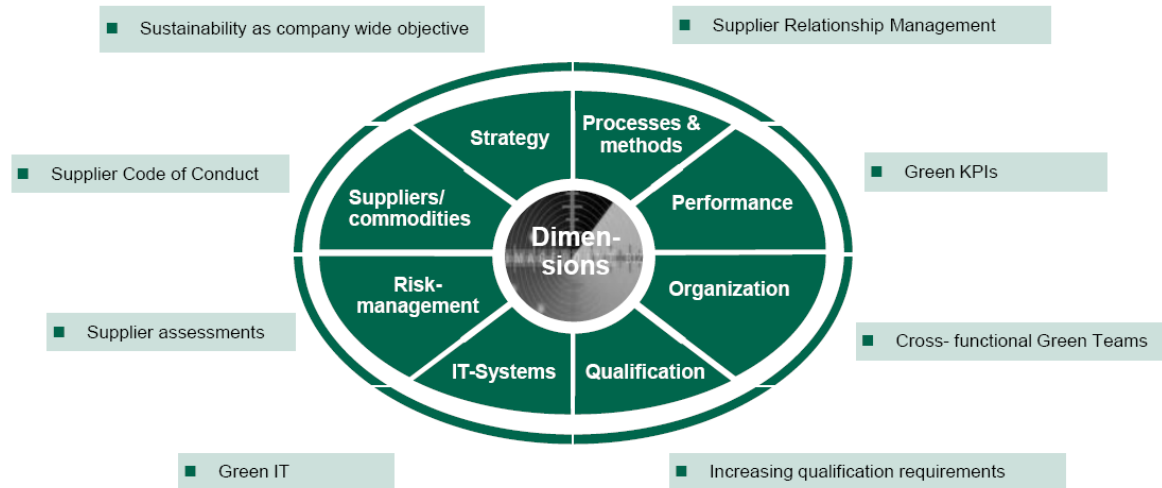 Sustainability as company wide objective
Supplier Relationship Management
Strategy
Processes &
methods
Supplier Code of Conduct
Green KPIs
Suppliers/
commodities
Performance
Dimen-
sions
Risk-
management
Organization
Supplier assessments
Cross- functional Green Teams
IT-Systems
Qualification
Green IT
Increasing qualification requirements